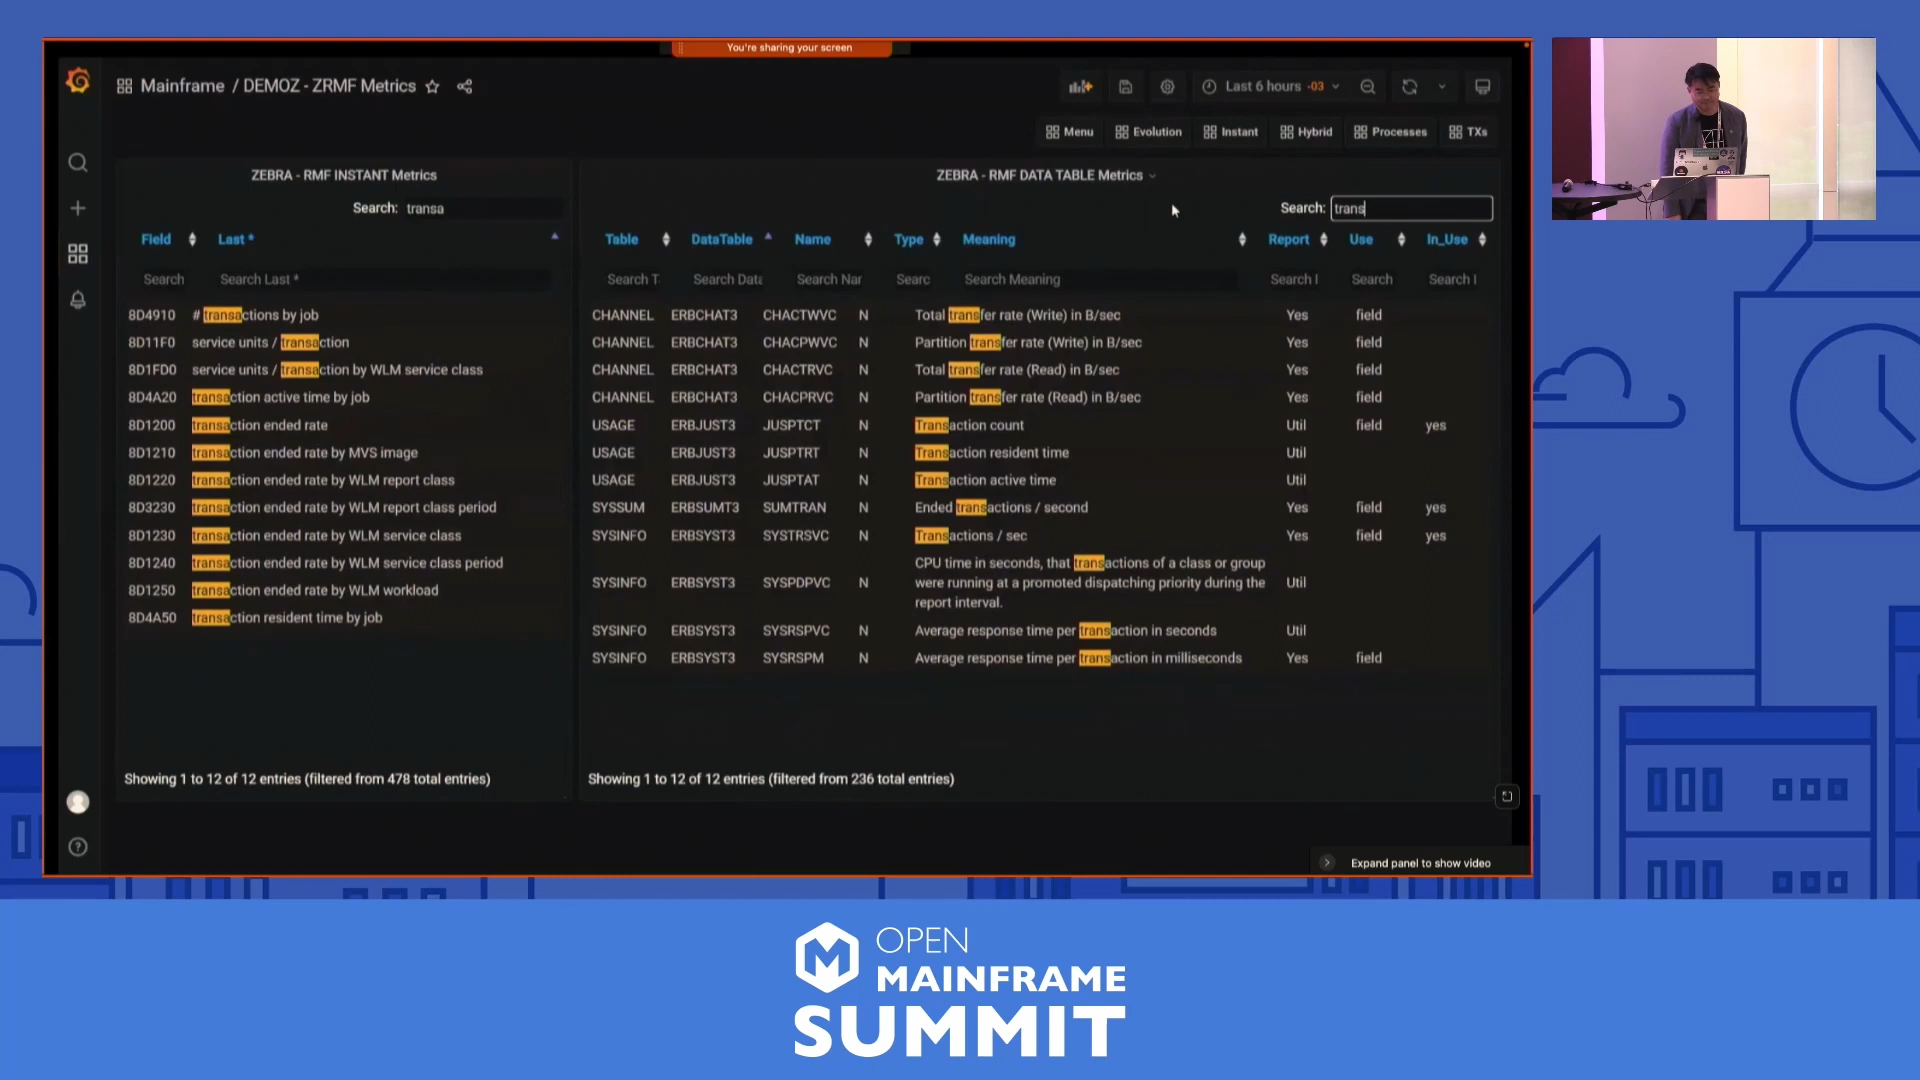 You're sharing your screen
Mainframe / DEMOZ - ZRMF Metrics
Last 6 hours -03
Menu Evolution Instant Hybrid Processes TXs
ZEBRA - RMF INSTANT Metrics
Search: transa
Field Last *
Search Search Last *
8D4910 # transactions by job
8D11F0 service units / transaction
8D1FD0 service units / transaction by WLM service class
8D4A20 transaction active time by job
8D1200 transaction ended rate
8D1210 transaction ended rate by MVS image
8D1220 transaction ended rate by WLM report class
8D3230 transaction ended rate by WLM report class period
8D1230 transaction ended rate by WLM service class
8D1240 transaction ended rate by WLM service class period
8D1250 transaction ended rate by WLM workload
8D4A50 transaction resident time by job
Showing 1 to 12 of 12 entries (filtered from 478 total entries)
ZEBRA - RMF DATA TABLE Metrics
Search: trans
Table DataTable Name Type Meaning Report Use In_Use
Search T Search Data Search Nar Searc Search Meaning Search I Search Search I
CHANNEL ERBCHAT3 CHACTWVC N Total transfer rate (Write) in B/sec Yes field
CHANNEL ERBCHAT3 CHACPWVC N Partition transfer rate (Write) in B/sec Yes field
CHANNEL ERBCHAT3 CHACTRVC N Total transfer rate (Read) in B/sec Yes field
CHANNEL ERBCHAT3 CHACPRVC N Partition transfer rate (Read) in B/sec Yes field
USAGE ERBJUST3 JUSPTCT N Transaction count Util field yes
USAGE ERBJUST3 JUSPTRT N Transaction resident time Util
USAGE ERBJUST3 JUSPTAT N Transaction active time Util
SYSSUM ERBSUMT3 SUMTRAN N Ended transactions / second Yes field yes
SYSINFO ERBSYST3 SYSTRSVC N Transactions / sec Yes field yes
SYSINFO ERBSYST3 SYSPDPVC N CPU time in seconds, that transactions of a class or group
were running at a promoted dispatching priority during the Util
report interval.
SYSINFO ERBSYST3 SYSRSPVC N Average response time per transaction in seconds Util
SYSINFO ERBSYST3 SYSRSPM N Average response time per transaction in milliseconds Yes field
Showing 1 to 12 of 12 entries (filtered from 236 total entries)
Expand panel to show video
OPEN
MAINFRAME
SUMMIT